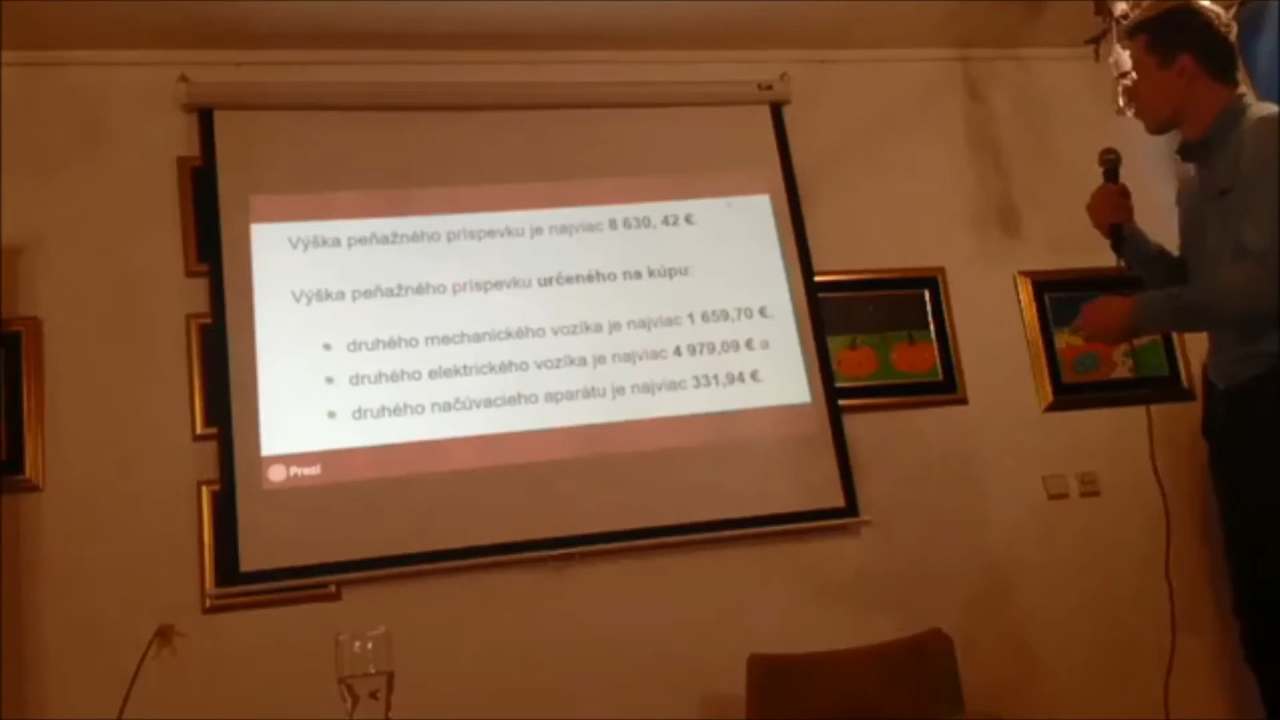 Výška peňažného príspevku je najviac 8 630, 42 €.
Výška peňažného príspevku určeného na kúpu:
druhého mechanického vozíka je najviac 1 659,70 €,
druhého elektrického vozíka je najviac 4 979,09 € a
druhého načúvacieho aparátu je najviac 331,94 €.
Prezi